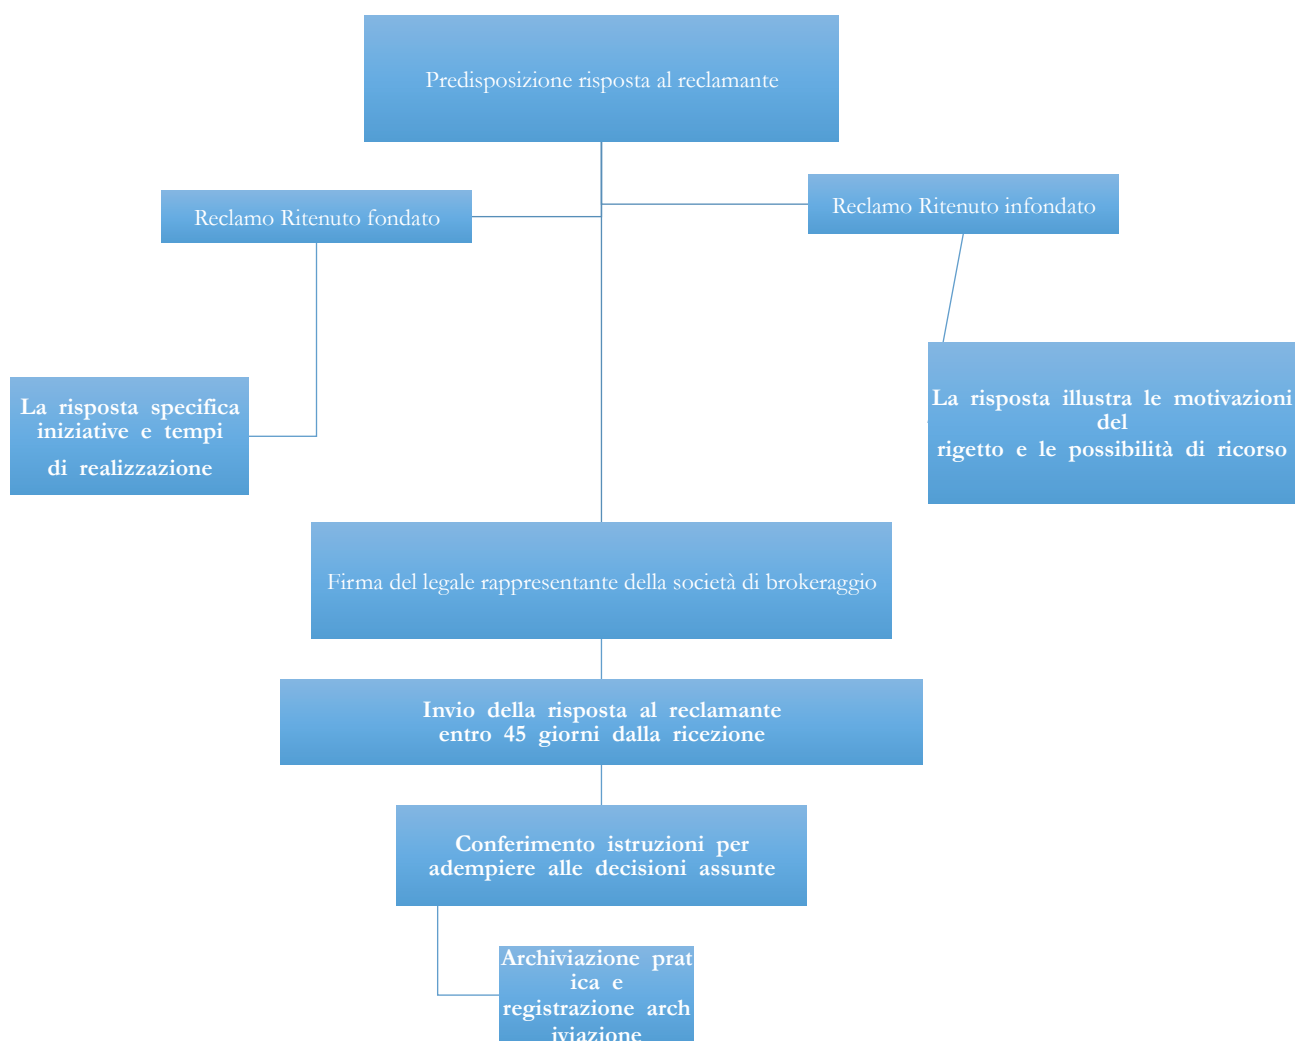 Predisposizione risposta al reclamante
Reclamo Ritenuto fondato
Reclamo Ritenuto infondato
La risposta specifica
iniziative e tempi
di realizzazione
La risposta illustra le motivazioni
del
rigetto e le possibilità di ricorso
Firma del legale rappresentante della società di brokeraggio
Invio della risposta al reclamante
entro 45 giorni dalla ricezione
Conferimento istruzioni per
adempiere alle decisioni assunte
Archiviazione prat
ica e
registrazione arch
iviazione